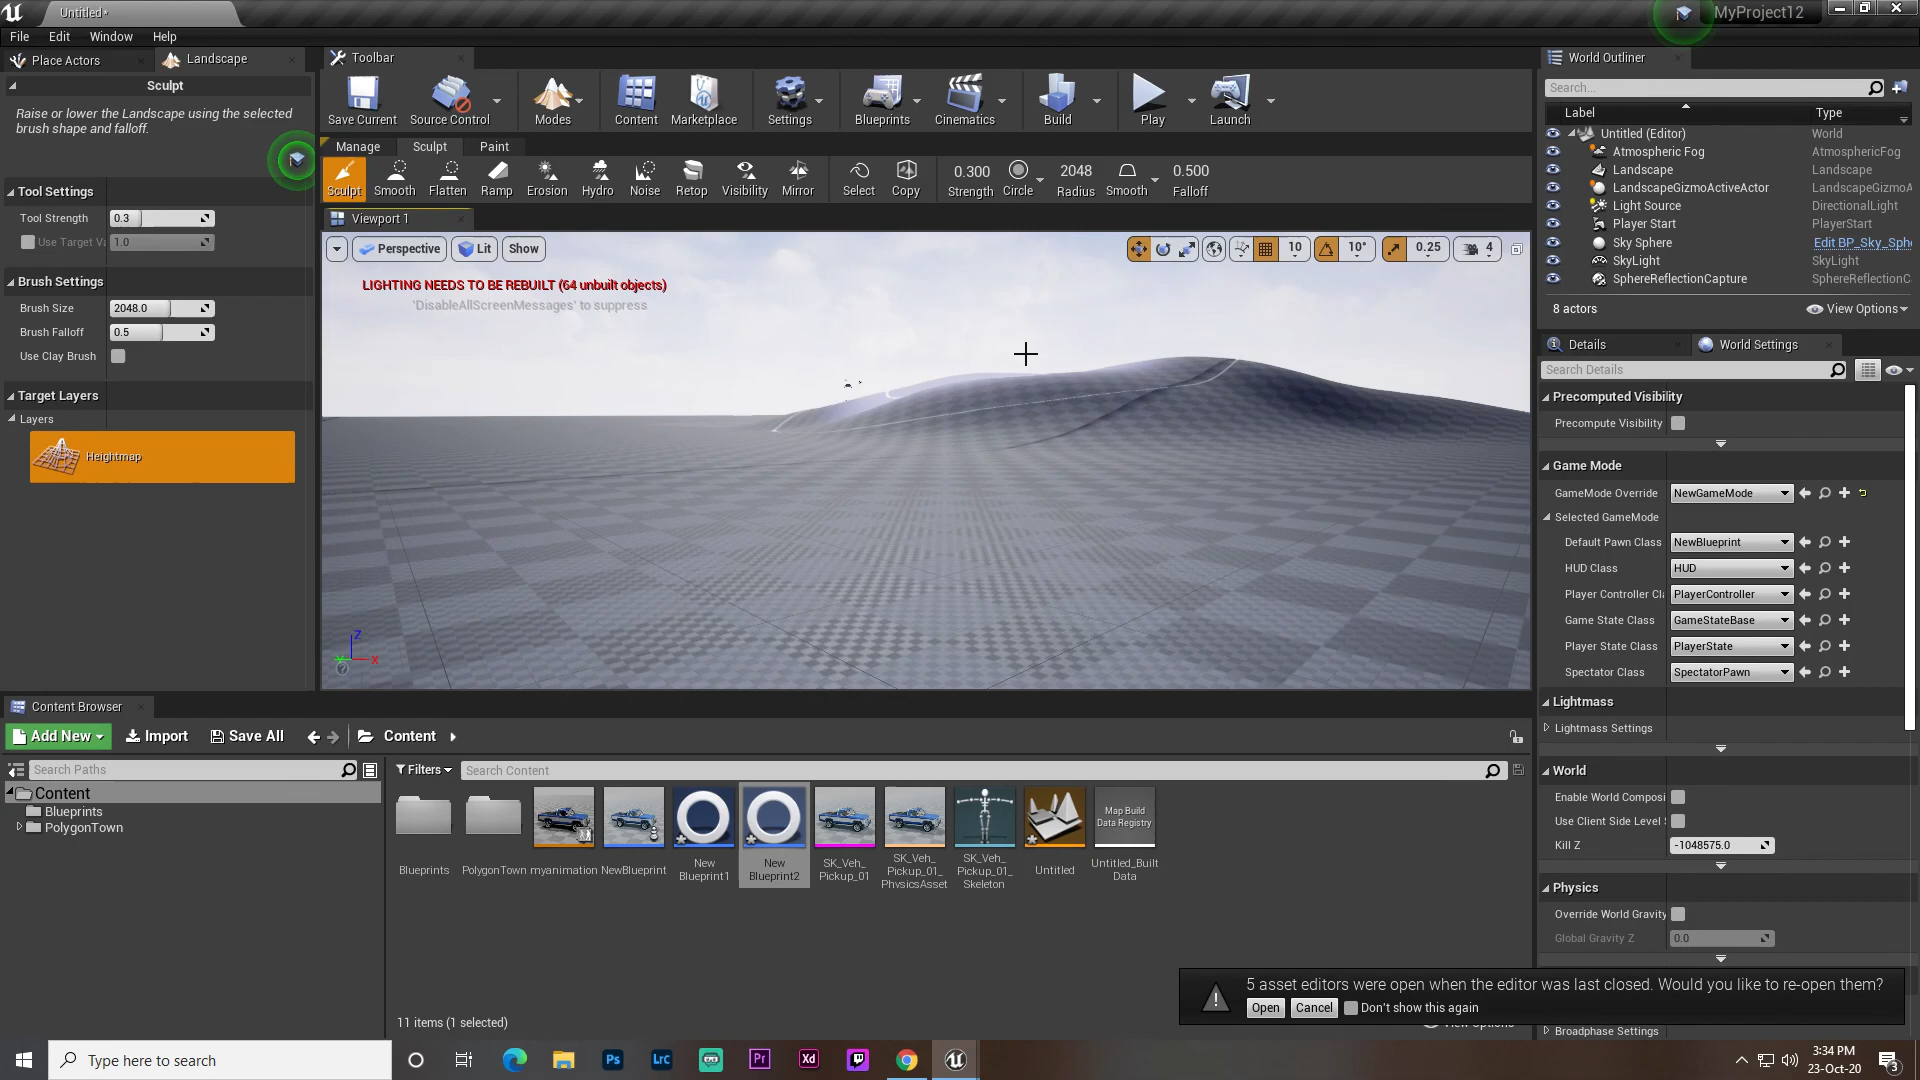 Untitled*
MyProject12
File Edit Window Help
Place Actors
Landscape
Toolbar
World Outliner
Sculpt
Raise or lower the Landscape using the selected
brush shape and falloff.
Save Current
Source Control
Modes
Content
Marketplace
Settings
Blueprints
Cinematics
Build
Play
Launch
Search...
Label
Type
Untitled (Editor) World
Atmospheric Fog AtmosphericFog
Landscape Landscape
LandscapeGizmoActiveActor LandscapeGizmoA
Light Source DirectionalLight
Player Start PlayerStart
Sky Sphere Edit BP_Sky_Sph
SkyLight SkyLight
SphereReflectionCapture SphereReflectionC
8 actors
View Options
Manage Sculpt Paint
Sculpt Smooth Flatten Ramp Erosion Hydro Noise Retop Visibility Mirror Select Copy
0.300 2048 0.500
Strength Circle Radius Smooth Falloff
Tool Settings
Tool Strength 0.3
Use Target Va 1.0
Brush Settings
Brush Size 2048.0
Brush Falloff 0.5
Use Clay Brush
Target Layers
Layers
Heightmap
Viewport 1
Perspective Lit Show
10 10° 0.25 4
LIGHTING NEEDS TO BE REBUILT (64 unbuilt objects)
'DisableAllScreenMessages' to suppress
Z
Y
X
Details
World Settings
Search Details
Precomputed Visibility
Precompute Visibility
Game Mode
GameMode Override NewGameMode
Selected GameMode
Default Pawn Class NewBlueprint
HUD Class HUD
Player Controller Cla PlayerController
Game State Class GameStateBase
Player State Class PlayerState
Spectator Class SpectatorPawn
Lightmass
Lightmass Settings
World
Enable World Composi
Use Client Side Level S
Kill Z -1048575.0
Physics
Override World Gravity
Global Gravity Z 0.0
Broadphase Settings
Content Browser
Add New Import Save All Content
Search Paths
Filters
Search Content
Content
Blueprints
PolygonTown
Map Build
Data Registry
Blueprints
PolygonTown
myanimation
NewBlueprint
New
Blueprint1
New
Blueprint2
SK_Veh_
Pickup_01
SK_Veh_
Pickup_01_
PhysicsAsset
SK_Veh_
Pickup_01_
Skeleton
Untitled
Untitled_Built
Data
11 items (1 selected)
View Options
5 asset editors were open when the editor was last closed. Would you like to re-open them?
Open Cancel Don't show this again
Type here to search
Ps
Lrc
Pr
Xd
3:34 PM
23-Oct-20
3